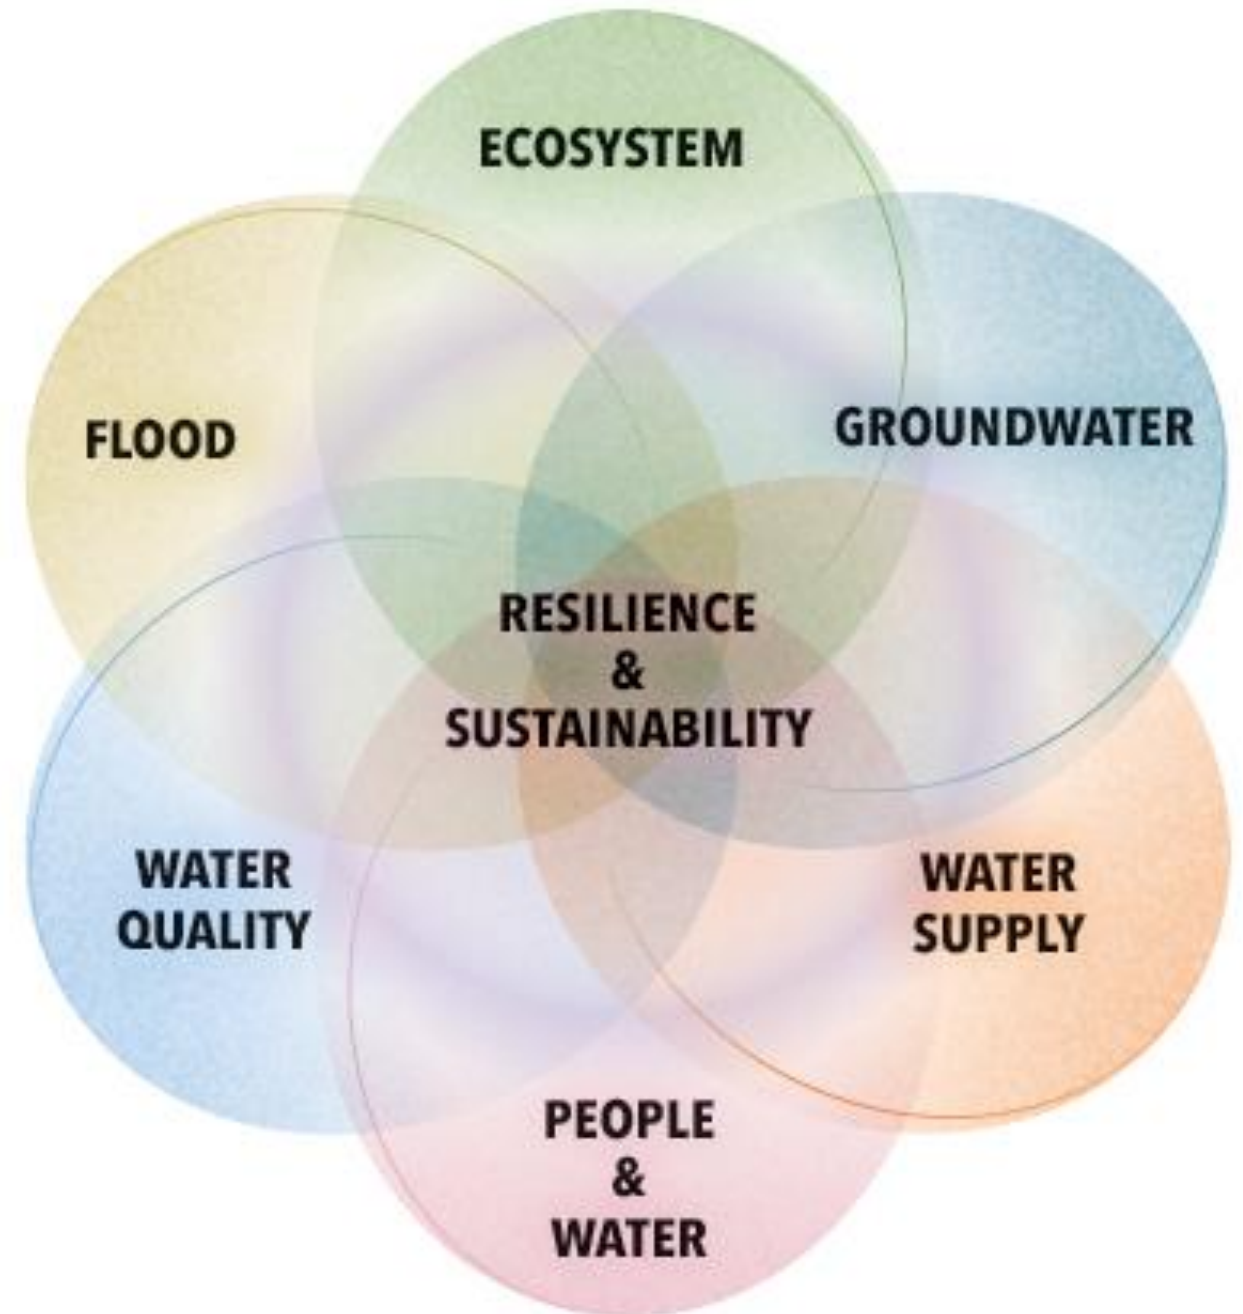 ECOSYSTEM
FLOOD
GROUNDWATER
RESILIENCE
&
SUSTAINABILITY
WATER
QUALITY
WATER
SUPPLY
PEOPLE
&
WATER